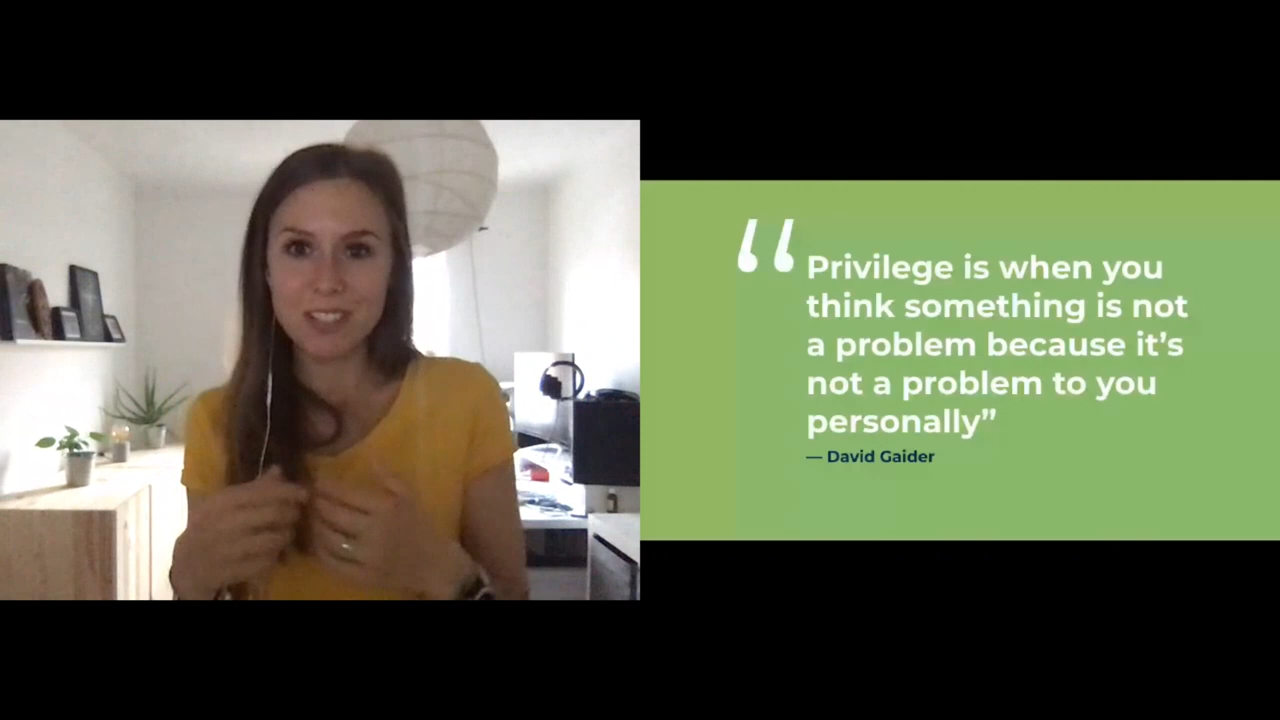 “
Privilege is when you
think something is not
a problem because it’s
not a problem to you
personally”
— David Gaider